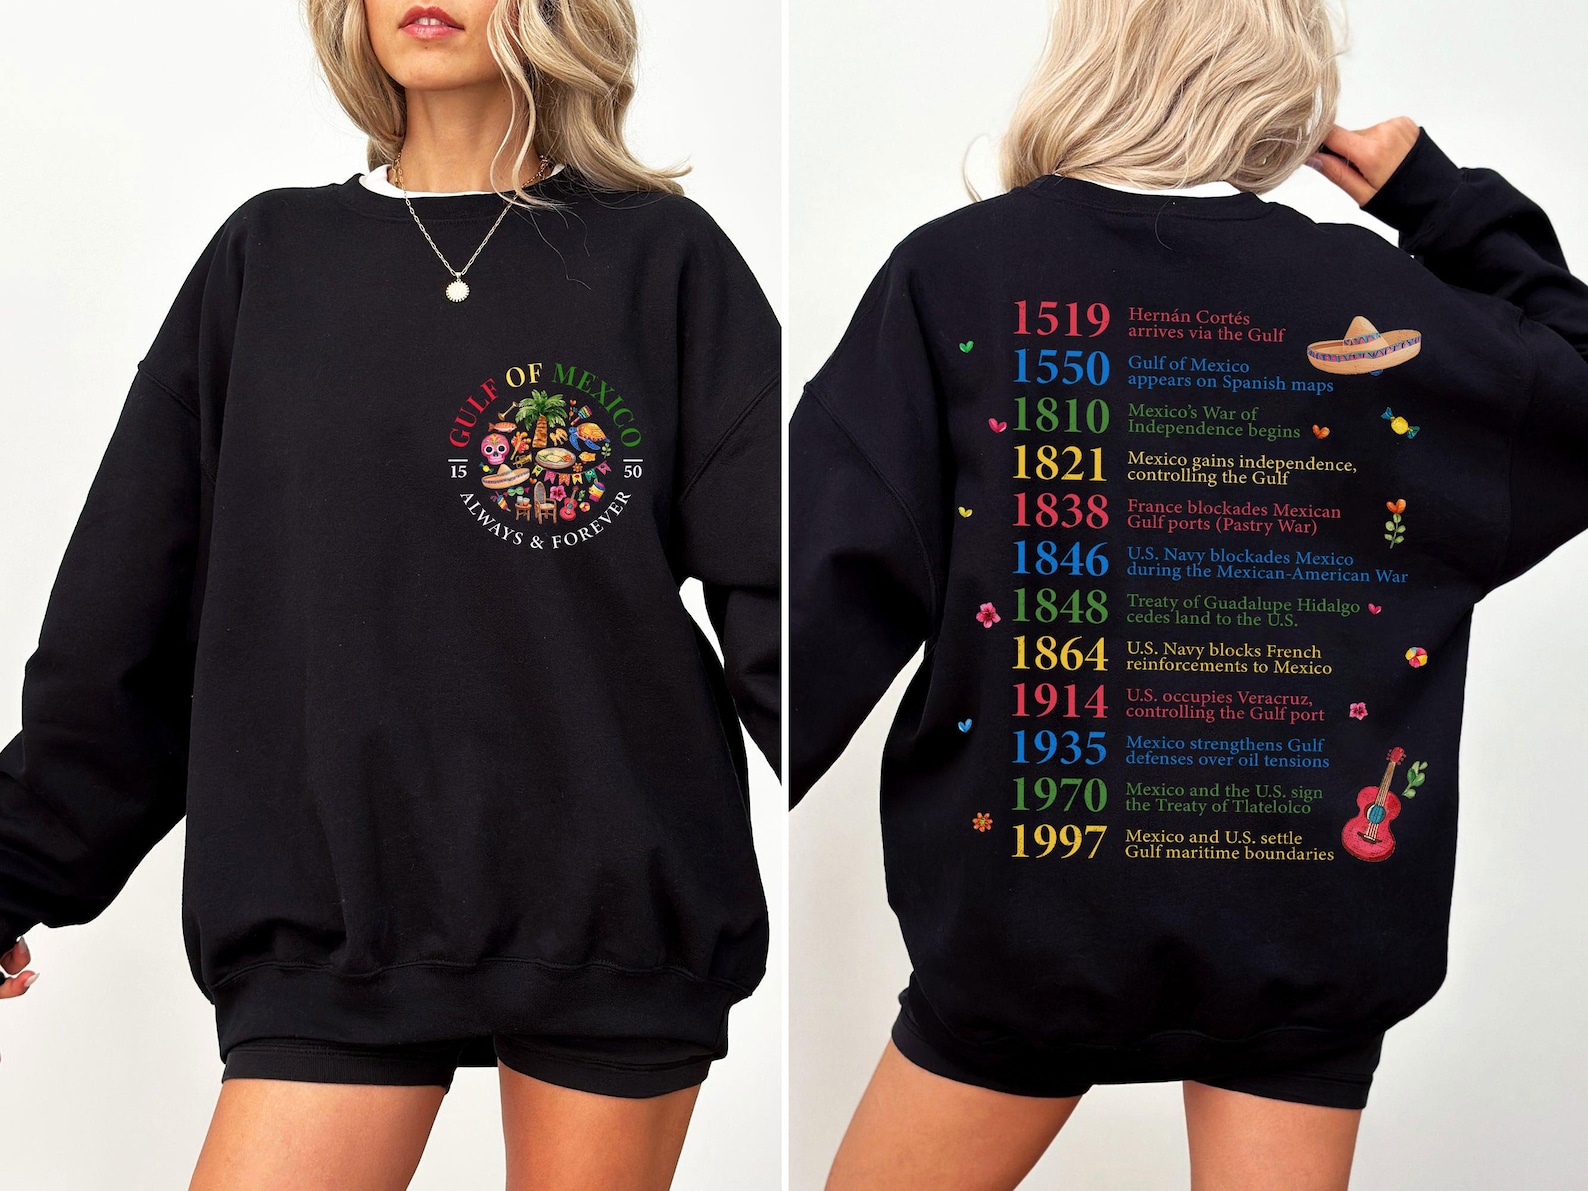 GULF OF MEXICO
15 50
ALWAYS & FOREVER
1519 Hernán Cortés
arrives via the Gulf
1550 Gulf of Mexico
appears on Spanish maps
1810 Mexico's War of
Independence begins
1821 Mexico gains independence,
controlling the Gulf
1838 France blockades Mexican
Gulf ports (Pastry War)
1846 U.S. Navy blockades Mexico
during the Mexican-American War
1848 Treaty of Guadalupe Hidalgo
cedes land to the U.S.
1864 U.S. Navy blocks French
reinforcements to Mexico
1914 U.S. occupies Veracruz,
controlling the Gulf port
1935 Mexico strengthens Gulf
defenses over oil tensions
1970 Mexico and the U.S. sign
the Treaty of Tlatelolco
1997 Mexico and U.S. settle
Gulf maritime boundaries